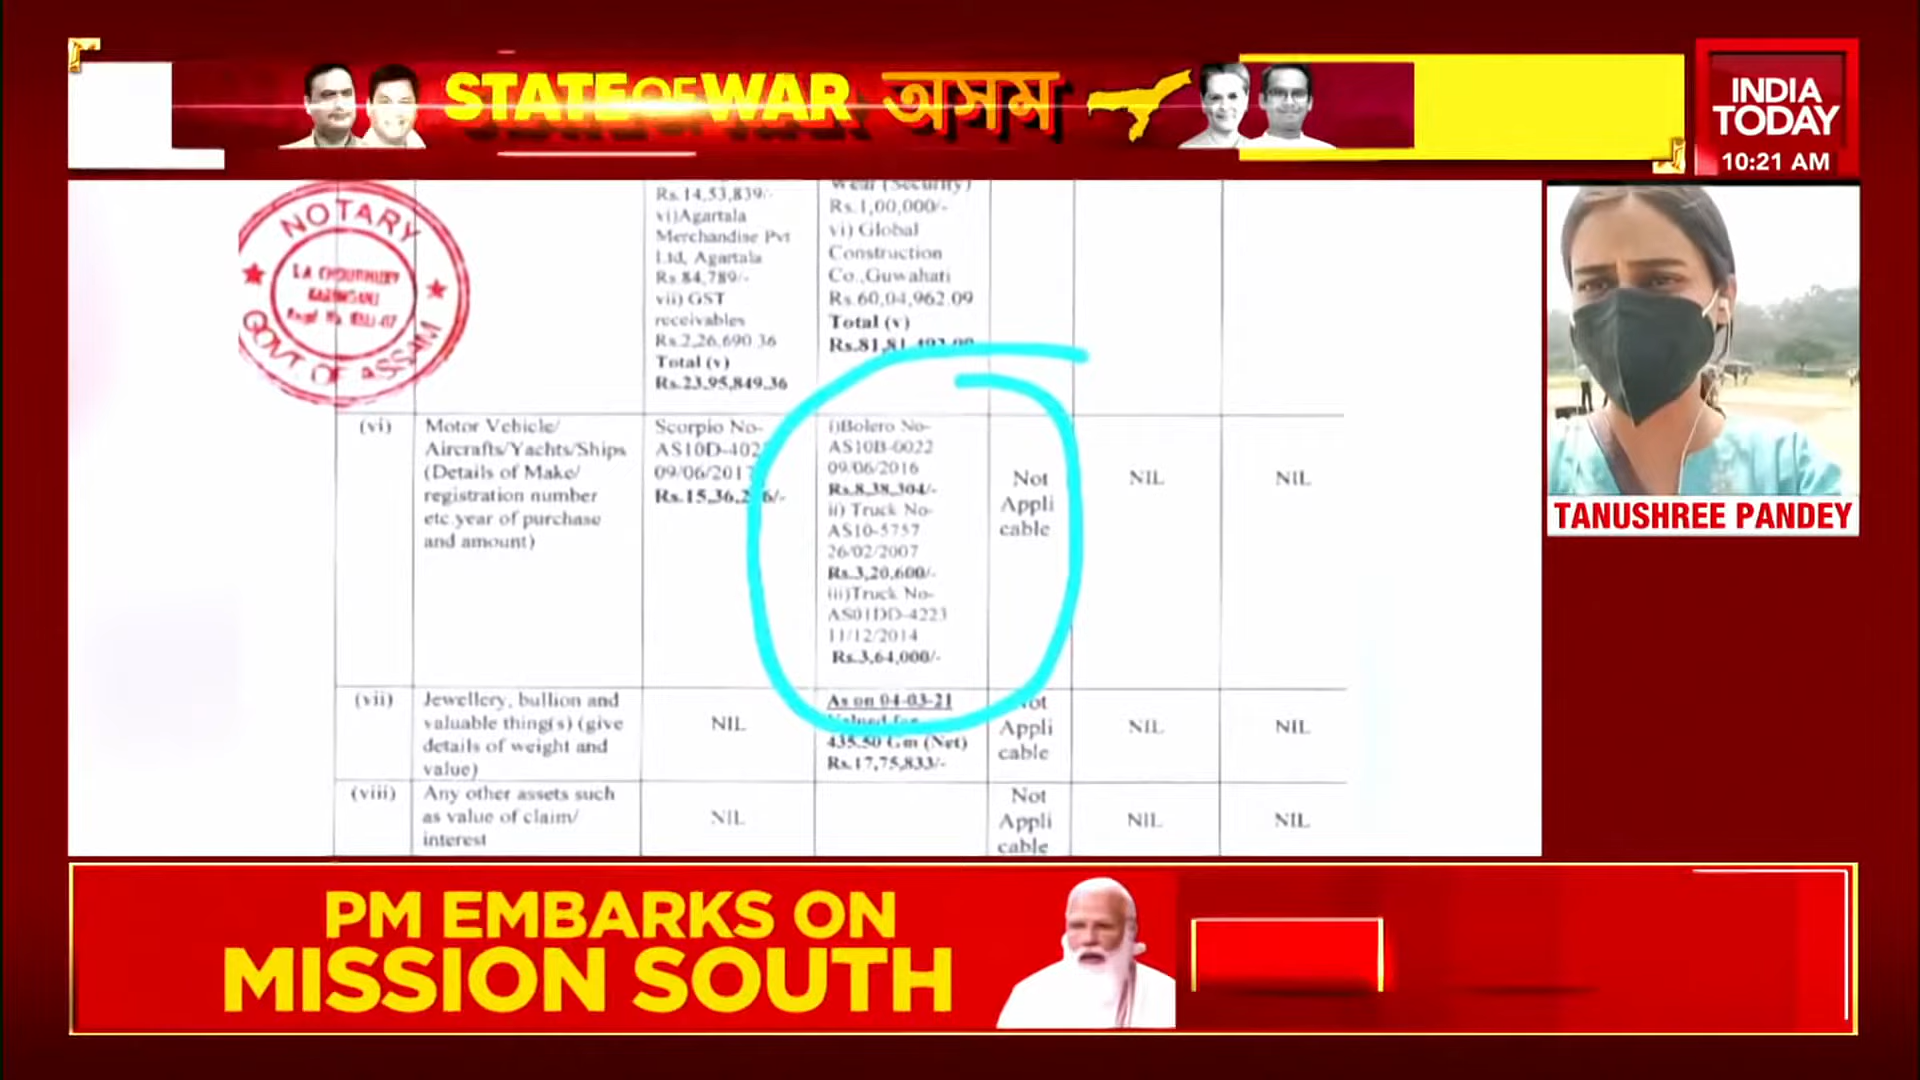 STATE OF WAR অসম
INDIA
TODAY
10:21 AM
NOTARY
GOVT. OF ASSAM
Rs.14,53,839/-
vi)Agartala
Merchandise Pvt
Ltd, Agartala
Rs.84,789/-
vii) GST
receivables
Rs.2,26,690.36
Total (v)
Rs.23,95,849.36
Wear (Security)
Rs.1,00,000/-
vi) Global
Construction
Co.,Guwahati
Rs.60,04,962.09
Total (v)
(vi)
Motor Vehicle/
Aircrafts/Yachts/Ships
(Details of Make/
registration number
etc.year of purchase
and amount)
Scorpio No-
09/06/2017
i)Bolero No-
AS10B-0022
09/06/2016
Rs.8,38,304/-
ii) Truck No-
AS10-5757
26/02/2007
Rs.3,20,600/-
iii)Truck No-
AS01DD-4223
11/12/2014
Rs.3,64,000/-
Not
Appli
cable
NIL
NIL
(vii)
Jewellery, bullion and
valuable thing(s) (give
details of weight and
value)
NIL
As on 04-03-21
435.50 Gm (Net)
Rs.17,75,833/-
Not
Appli
cable
NIL
NIL
(viii)
Any other assets such
as value of claim/
interest
NIL
Not
Appli
cable
NIL
NIL
TANUSHREE PANDEY
PM EMBARKS ON
MISSION SOUTH